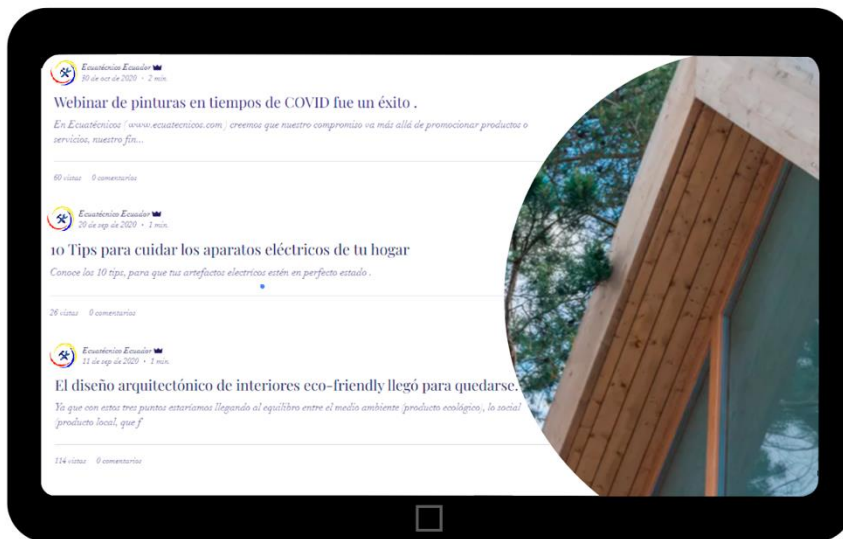 Ecuatécnico Ecuador
30 de oct de 2020 • 2 min.
Webinar de pinturas en tiempos de COVID fue un éxito .
En Ecuatécnicos ( www.ecuatecnicos.com ) creemos que nuestro compromiso va más allá de promocionar productos o
servicios, nuestro fin...
60 vistas 0 comentarios
Ecuatécnico Ecuador
20 de sep de 2020 • 1 min.
10 Tips para cuidar los aparatos eléctricos de tu hogar
Conoce los 10 tips, para que tus artefactos electricos estén en perfecto estado .
26 vistas 0 comentarios
Ecuatécnico Ecuador
11 de sep de 2020 • 1 min.
El diseño arquitectónico de interiores eco-friendly llegó para quedarse.
Ya que con estos tres puntos estaríamos llegando al equilibro entre el medio ambiente (producto ecológico), lo social
(producto local, que f
114 vistas 0 comentarios